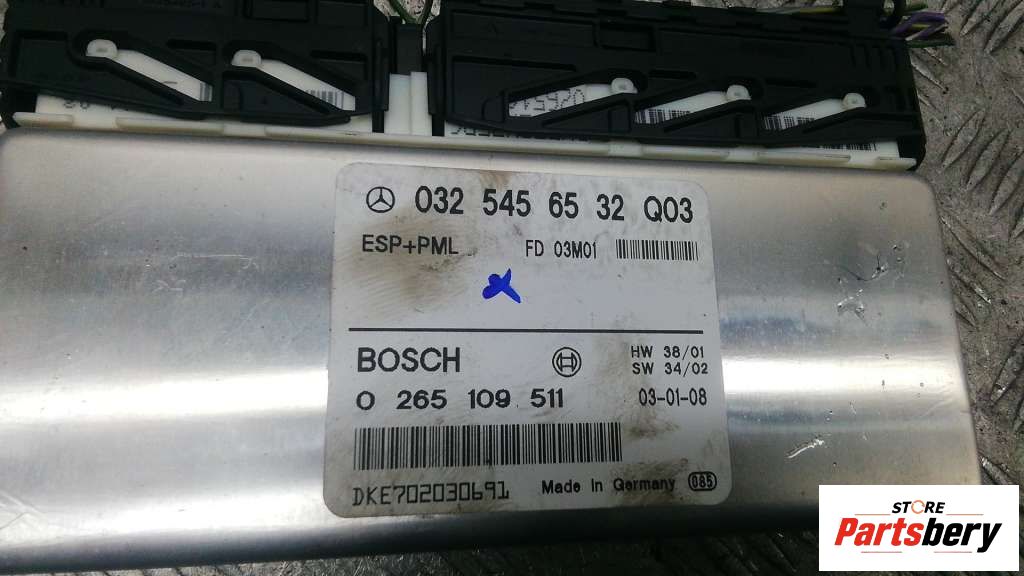 032 545 65 32 Q03
ESP+PML FD 03M01
BOSCH HW 38/01
SW 34/02
0 265 109 511 03-01-08
DKE702030691 Made in Germany 085
STORE
Partsbery